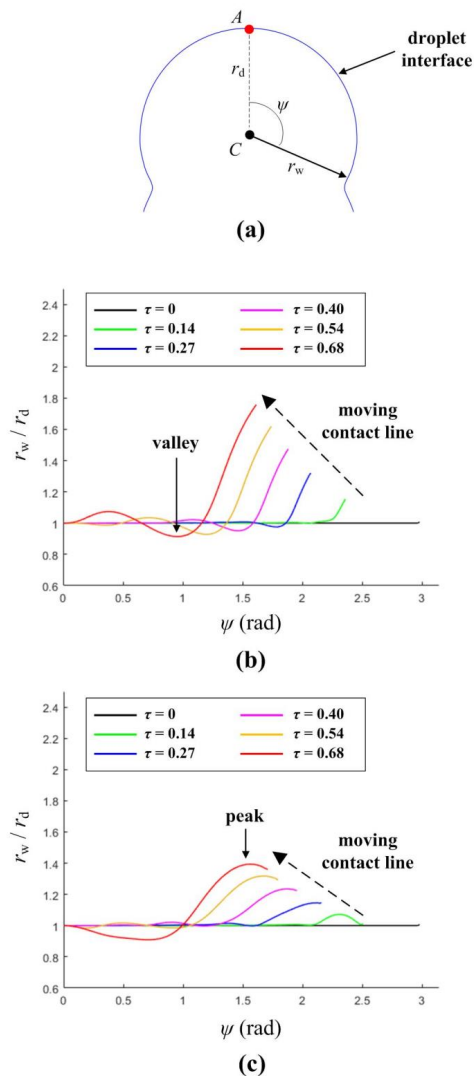 A
droplet
interface
r_d
ψ
C
r_w
(a)
2.4
2.2
2
1.8
1.6
1.4
1.2
1
0.8
0.6
r_w / r_d
τ = 0
τ = 0.14
τ = 0.27
τ = 0.40
τ = 0.54
τ = 0.68
valley
moving
contact line
0 0.5 1 1.5 2 2.5 3
ψ (rad)
(b)
2.4
2.2
2
1.8
1.6
1.4
1.2
1
0.8
0.6
r_w / r_d
τ = 0
τ = 0.14
τ = 0.27
τ = 0.40
τ = 0.54
τ = 0.68
peak
moving
contact line
0 0.5 1 1.5 2 2.5 3
ψ (rad)
(c)